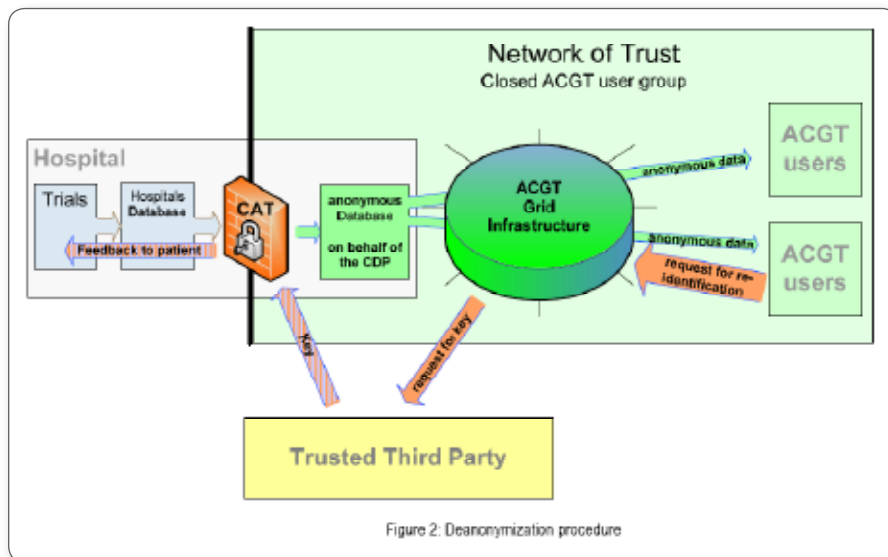 Network of Trust
Closed ACGT user group
Hospital
Trials
Hospitals
Database
Feedback to patient
CAT
anonymous
Database
on behalf of
the CDP
ACGT
Grid
Infrastructure
anonymous data
ACGT
users
anonymous data
request for re-
identification
ACGT
users
Key
request for key
Trusted Third Party
Figure 2: Deanonymization procedure